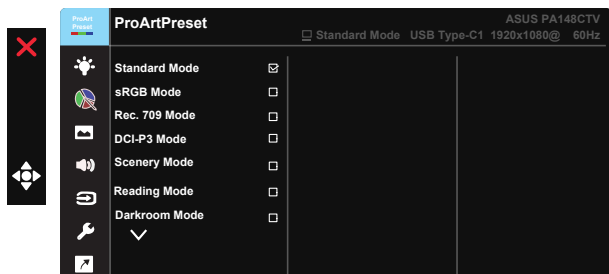 ProArt
Preset
ProArtPreset
ASUS PA148CTV
Standard Mode USB Type-C1 1920x1080@ 60Hz
Standard Mode
sRGB Mode
Rec. 709 Mode
DCI-P3 Mode
Scenery Mode
Reading Mode
Darkroom Mode